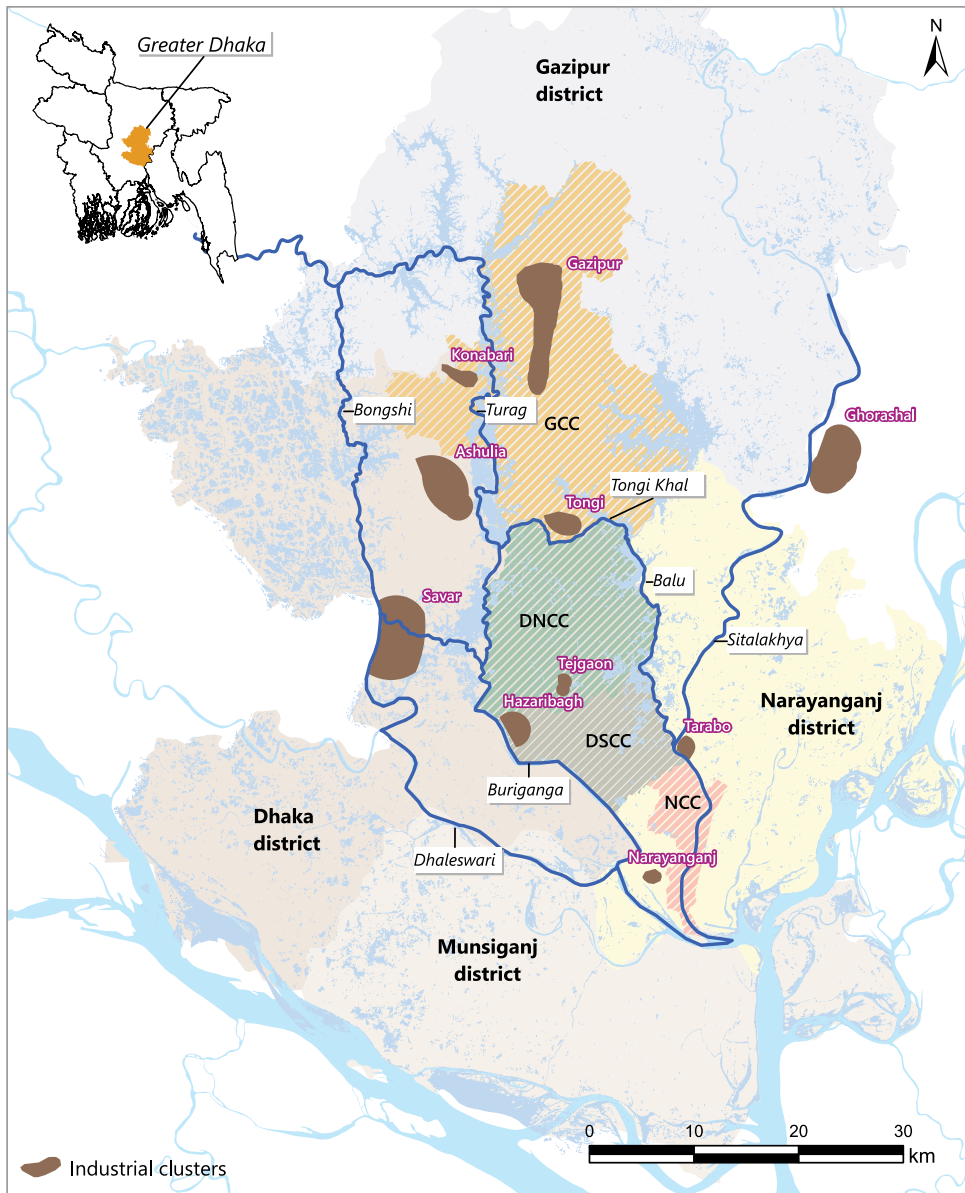 Greater Dhaka
N
Gazipur
district
Gazipur
Konabari
Bongshi
Turag
GCC
Ghorashal
Ashulia
Tongi Khal
Tongi
Balu
Savar
DNCC
Sitalakhya
Tejgaon
Hazaribagh
Narayanganj
district
Tarabo
DSCC
Buriganga
NCC
Dhaka
district
Dhaleswari
Narayanganj
Munsiganj
district
0 10 20 30
km
Industrial clusters